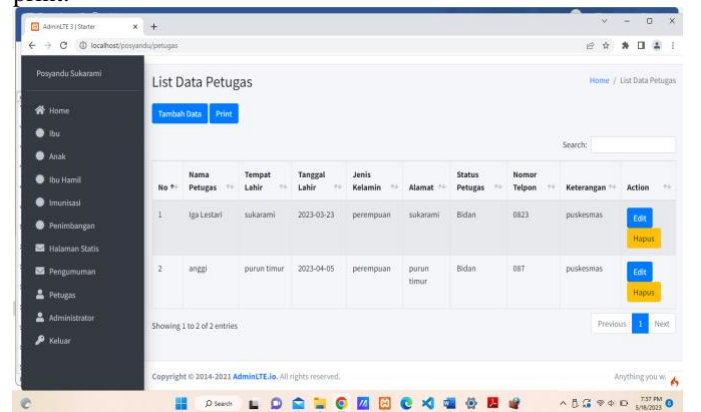 print.
AdminLTE 3 | Starter
localhost/posyandu/petugas
Posyandu Sukarami
Home
Ibu
Anak
Ibu Hamil
Imunisasi
Penimbangan
Halaman Statis
Pengumuman
Petugas
Administrator
Keluar
List Data Petugas
Home / List Data Petugas
Tambah Data Print
Search:
No Nama Petugas Tempat Lahir Tanggal Lahir Jenis Kelamin Alamat Status Petugas Nomor Telpon Keterangan Action
1 Iga Lestari sukarami 2023-03-23 perempuan sukarami Bidan 0823 puskesmas Edit
Hapus
2 anggi purun timur 2023-04-05 perempuan purun timur Bidan 087 puskesmas Edit
Hapus
Showing 1 to 2 of 2 entries
Previous 1 Next
Copyright © 2014-2021 AdminLTE.io. All rights reserved.
Anything you w
Search
7:37 PM
5/18/2023